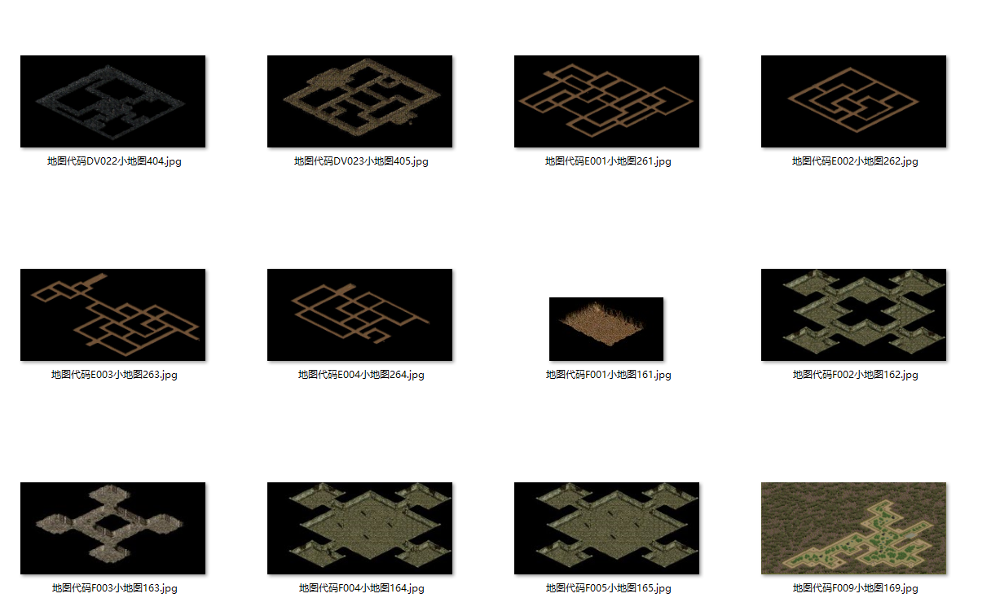 地图代码DV022小地图404.jpg
地图代码DV023小地图405.jpg
地图代码E001小地图261.jpg
地图代码E002小地图262.jpg
地图代码E003小地图263.jpg
地图代码E004小地图264.jpg
地图代码F001小地图161.jpg
地图代码F002小地图162.jpg
地图代码F003小地图163.jpg
地图代码F004小地图164.jpg
地图代码F005小地图165.jpg
地图代码F009小地图169.jpg